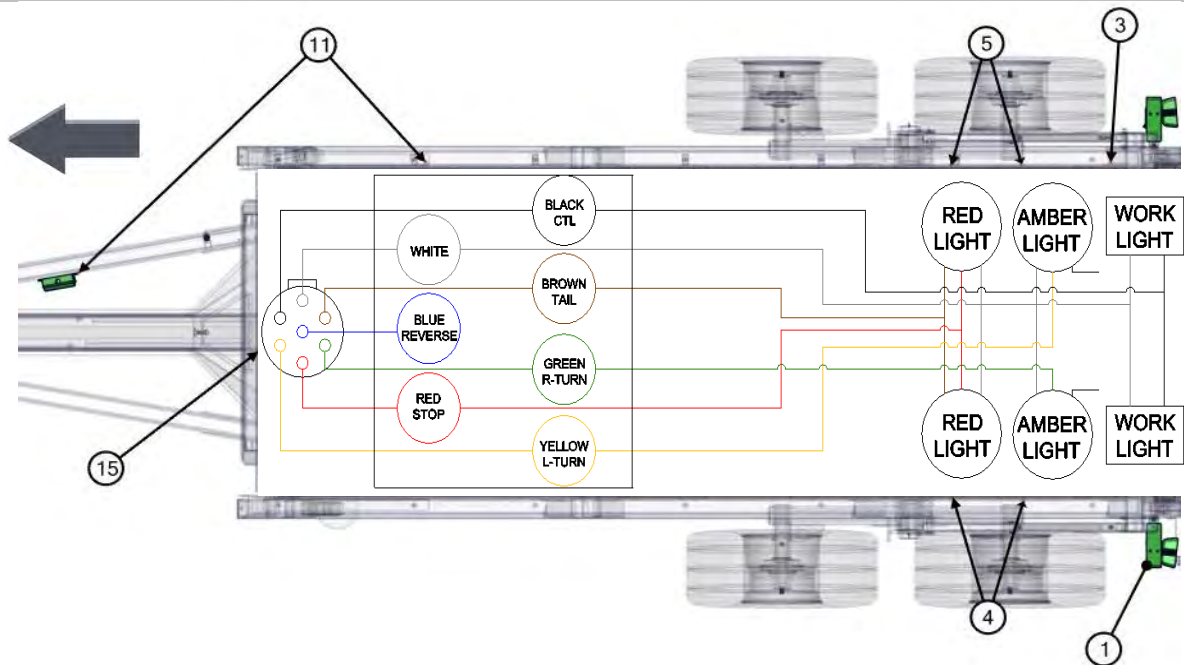 11
5
3
BLACK
CTL
RED
LIGHT
AMBER
LIGHT
WORK
LIGHT
WHITE
BROWN
TAIL
BLUE
REVERSE
GREEN
R-TURN
RED
STOP
YELLOW
L-TURN
RED
LIGHT
AMBER
LIGHT
WORK
LIGHT
15
4
1